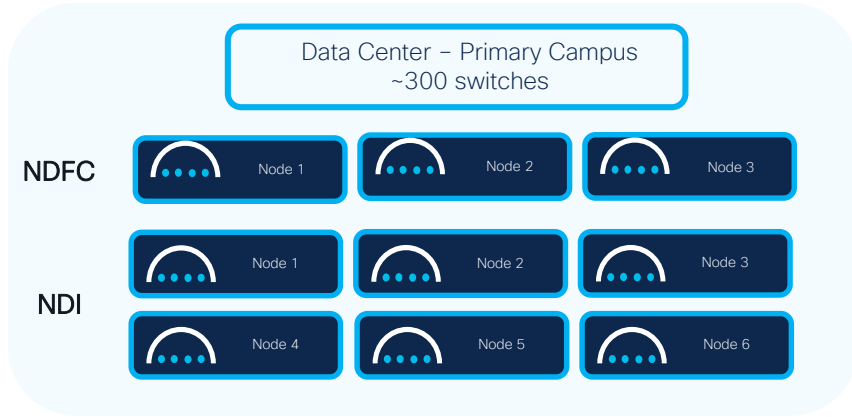 Data Center – Primary Campus
~300 switches
NDFC
Node 1
Node 2
Node 3
NDI
Node 1
Node 2
Node 3
Node 4
Node 5
Node 6